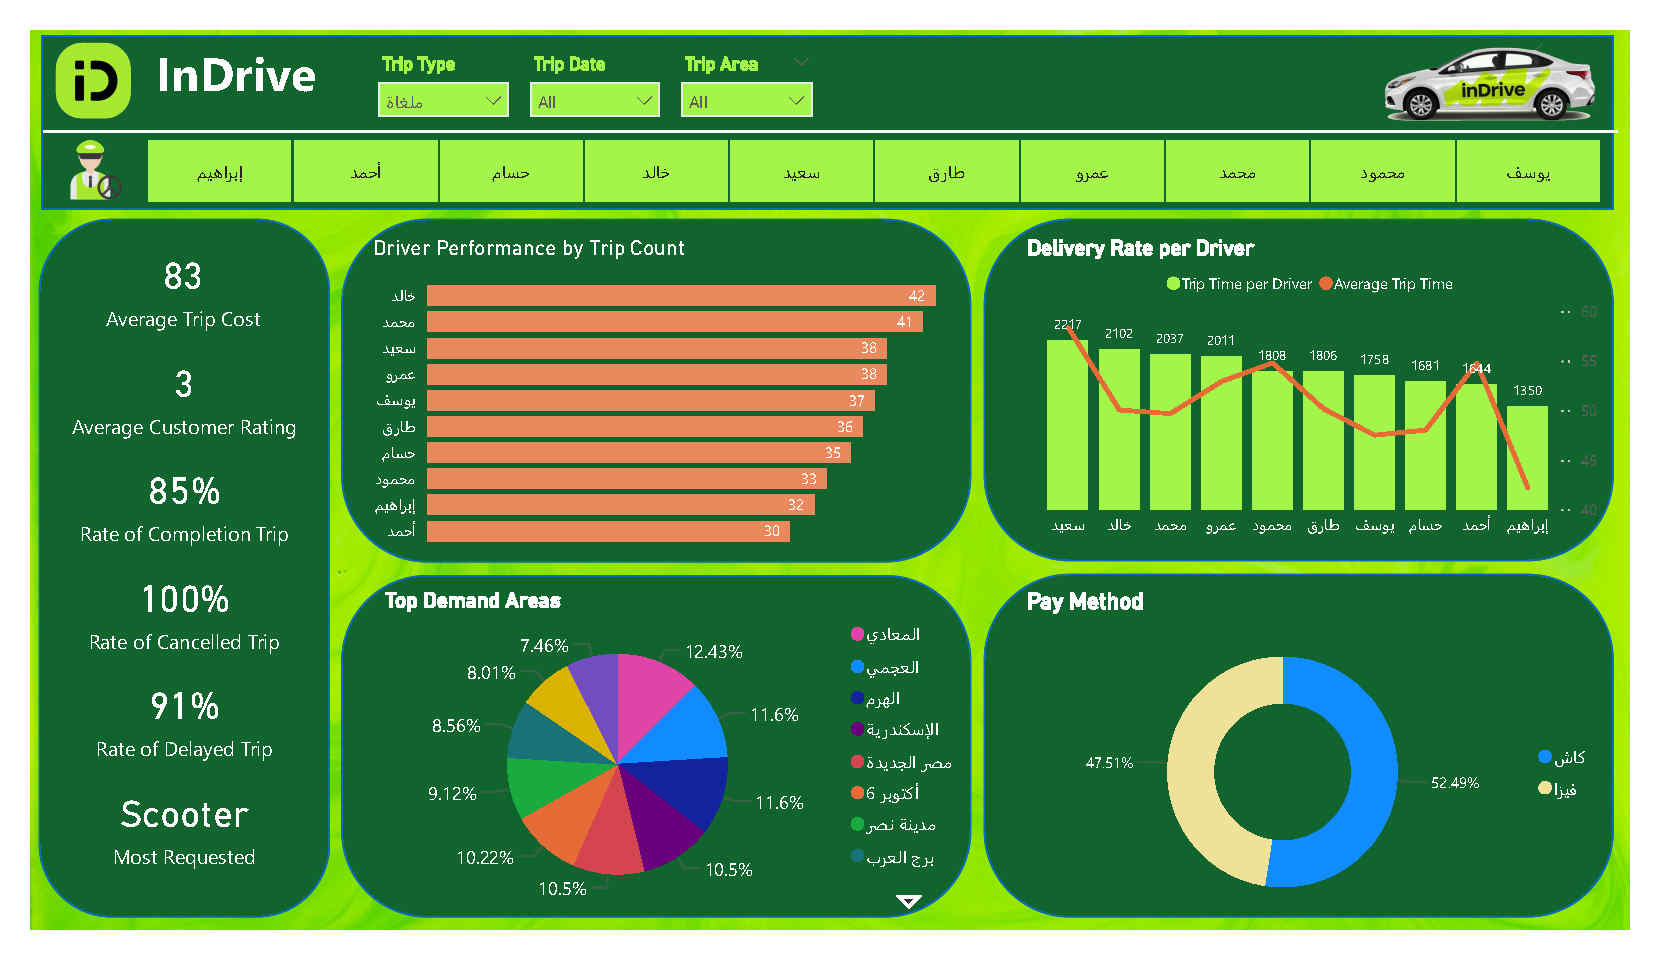 iD InDrive
Trip Type
Trip Date
Trip Area
ملغاة
All
All
inDrive
إبراهيم
أحمد
حسام
خالد
سعيد
طارق
عمرو
محمد
محمود
يوسف
83
Average Trip Cost
3
Average Customer Rating
85%
Rate of Completion Trip
100%
Rate of Cancelled Trip
91%
Rate of Delayed Trip
Scooter
Most Requested
Driver Performance by Trip Count
خالد 42
محمد 41
سعيد 38
عمرو 38
يوسف 37
طارق 36
حسام 35
محمود 33
إبراهيم 32
أحمد 30
Delivery Rate per Driver
Trip Time per Driver Average Trip Time
2217
2102
2037
2011
1808
1806
1758
1681
1644
1350
60
55
50
45
40
سعيد
خالد
محمد
عمرو
محمود
طارق
يوسف
حسام
أحمد
إبراهيم
Top Demand Areas
12.43%
11.6%
11.6%
10.5%
10.5%
10.22%
9.12%
8.56%
8.01%
7.46%
المعادي
العجمي
الهرم
الإسكندرية
مصر الجديدة
6 أكتوبر
مدينة نصر
برج العرب
Pay Method
47.51%
52.49%
كاش
فيزا